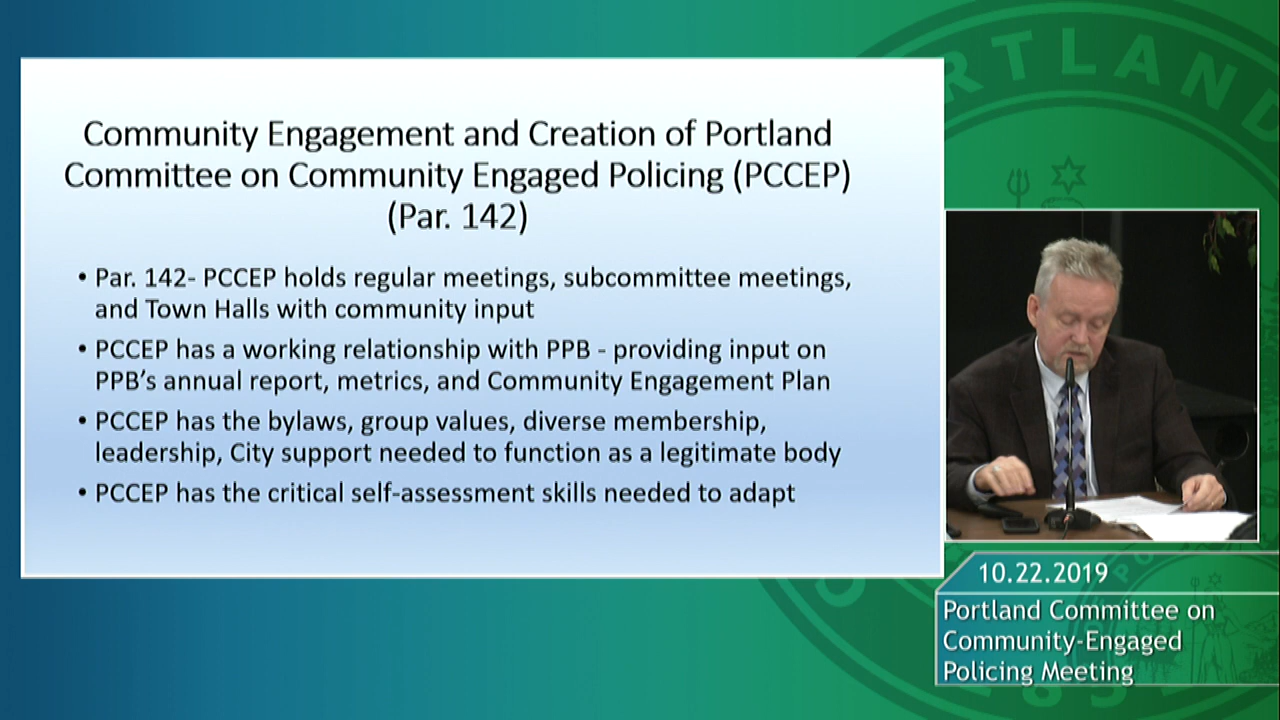 Community Engagement and Creation of Portland
Committee on Community Engaged Policing (PCCEP)
(Par. 142)
• Par. 142- PCCEP holds regular meetings, subcommittee meetings,
and Town Halls with community input
• PCCEP has a working relationship with PPB - providing input on
PPB's annual report, metrics, and Community Engagement Plan
• PCCEP has the bylaws, group values, diverse membership,
leadership, City support needed to function as a legitimate body
• PCCEP has the critical self-assessment skills needed to adapt
10.22.2019
Portland Committee on
Community-Engaged
Policing Meeting